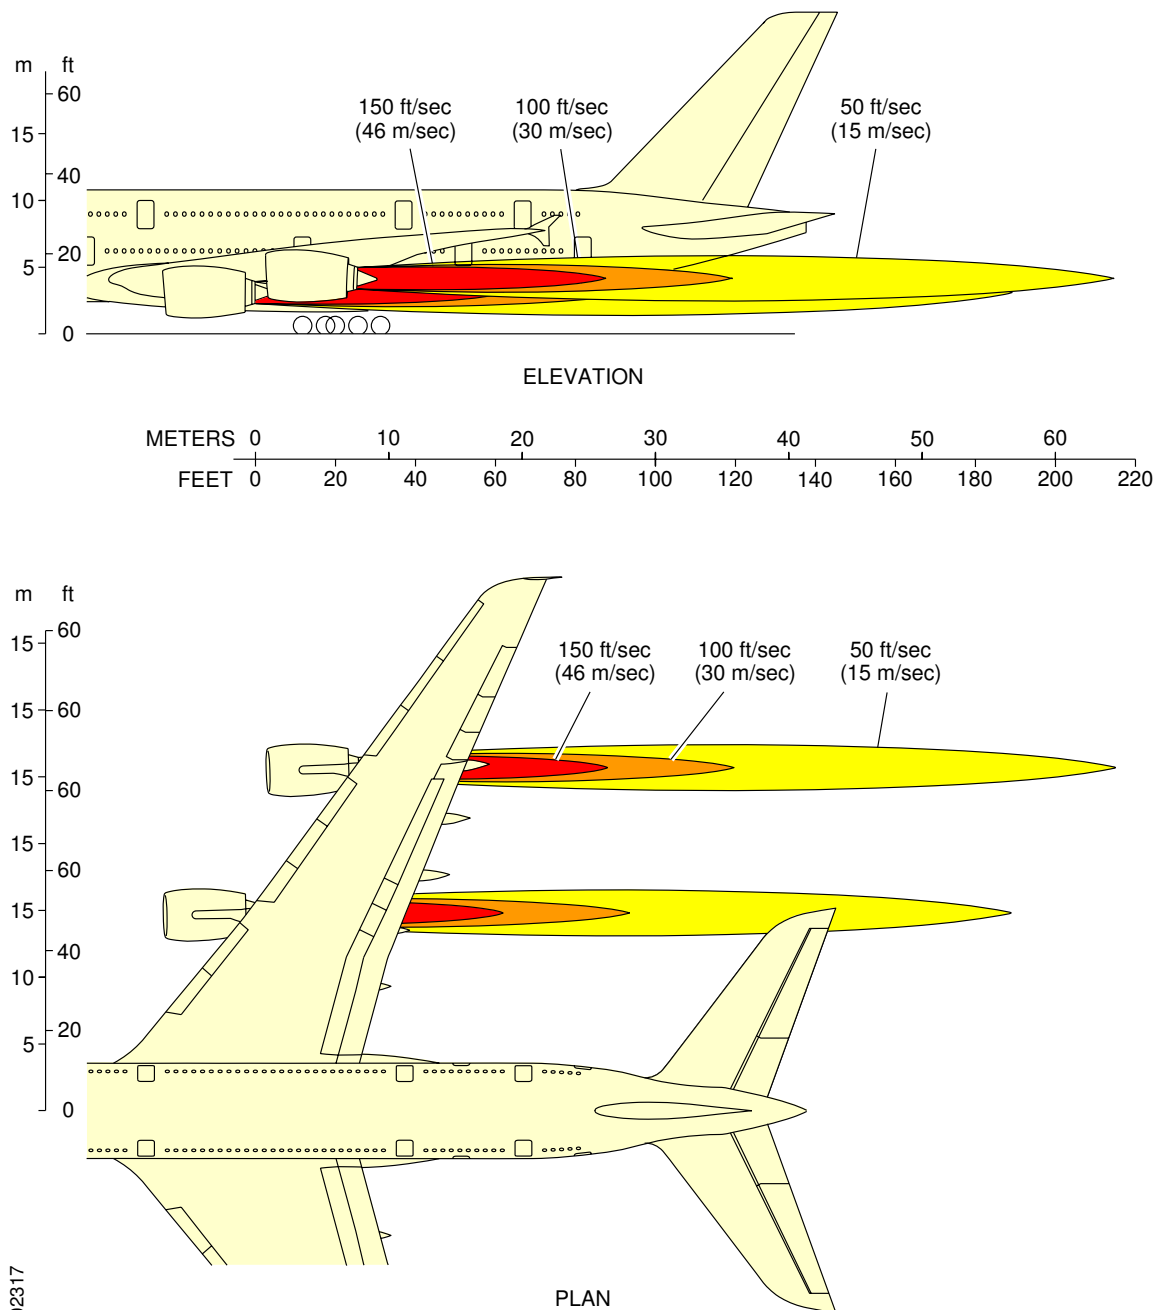 m ft
60
15
40
10
20
5
0
150 ft/sec
(46 m/sec)
100 ft/sec
(30 m/sec)
50 ft/sec
(15 m/sec)
ELEVATION
METERS 0 10 20 30 40 50 60
FEET 0 20 40 60 80 100 120 140 160 180 200 220
m ft
60
15
15 60
15
60
15
60
15
40
10
20
5
0
150 ft/sec
(46 m/sec)
100 ft/sec
(30 m/sec)
50 ft/sec
(15 m/sec)
PLAN